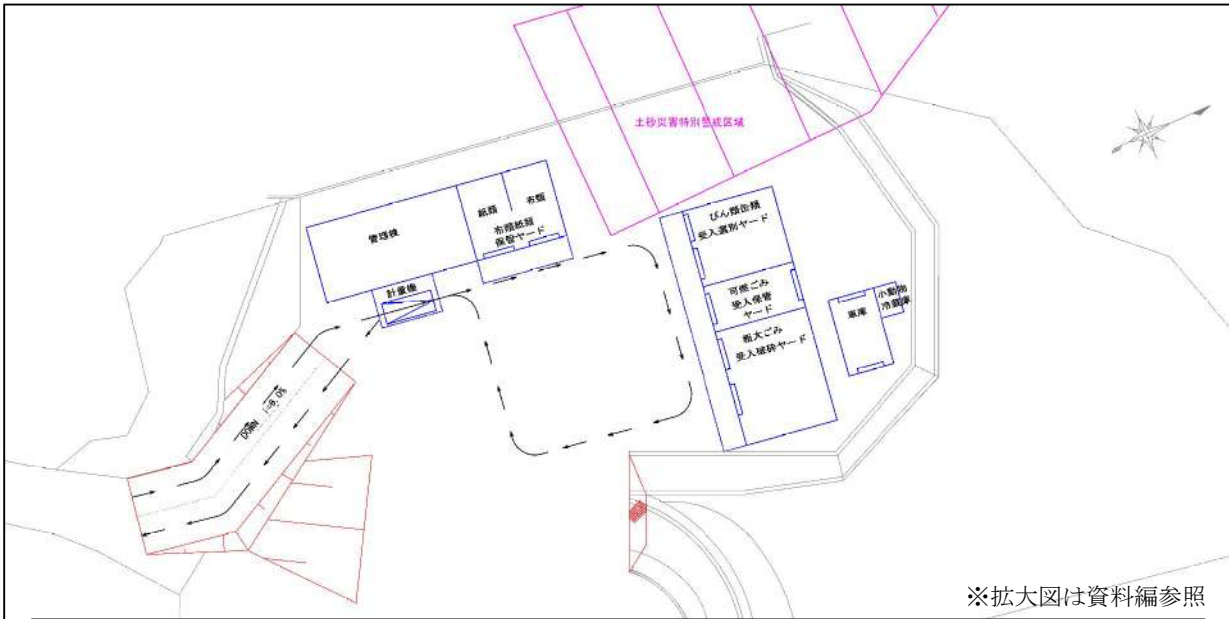 土砂災害特別警戒区域
管理棟
紙類
布類
布類紙類
保管ヤード
計量機
びん類缶類
受入選別ヤード
可燃ごみ
受入保管
ヤード
粗大ごみ
受入破砕ヤード
車庫
小動物
冷蔵庫
DOWN
※拡大図は資料編参照